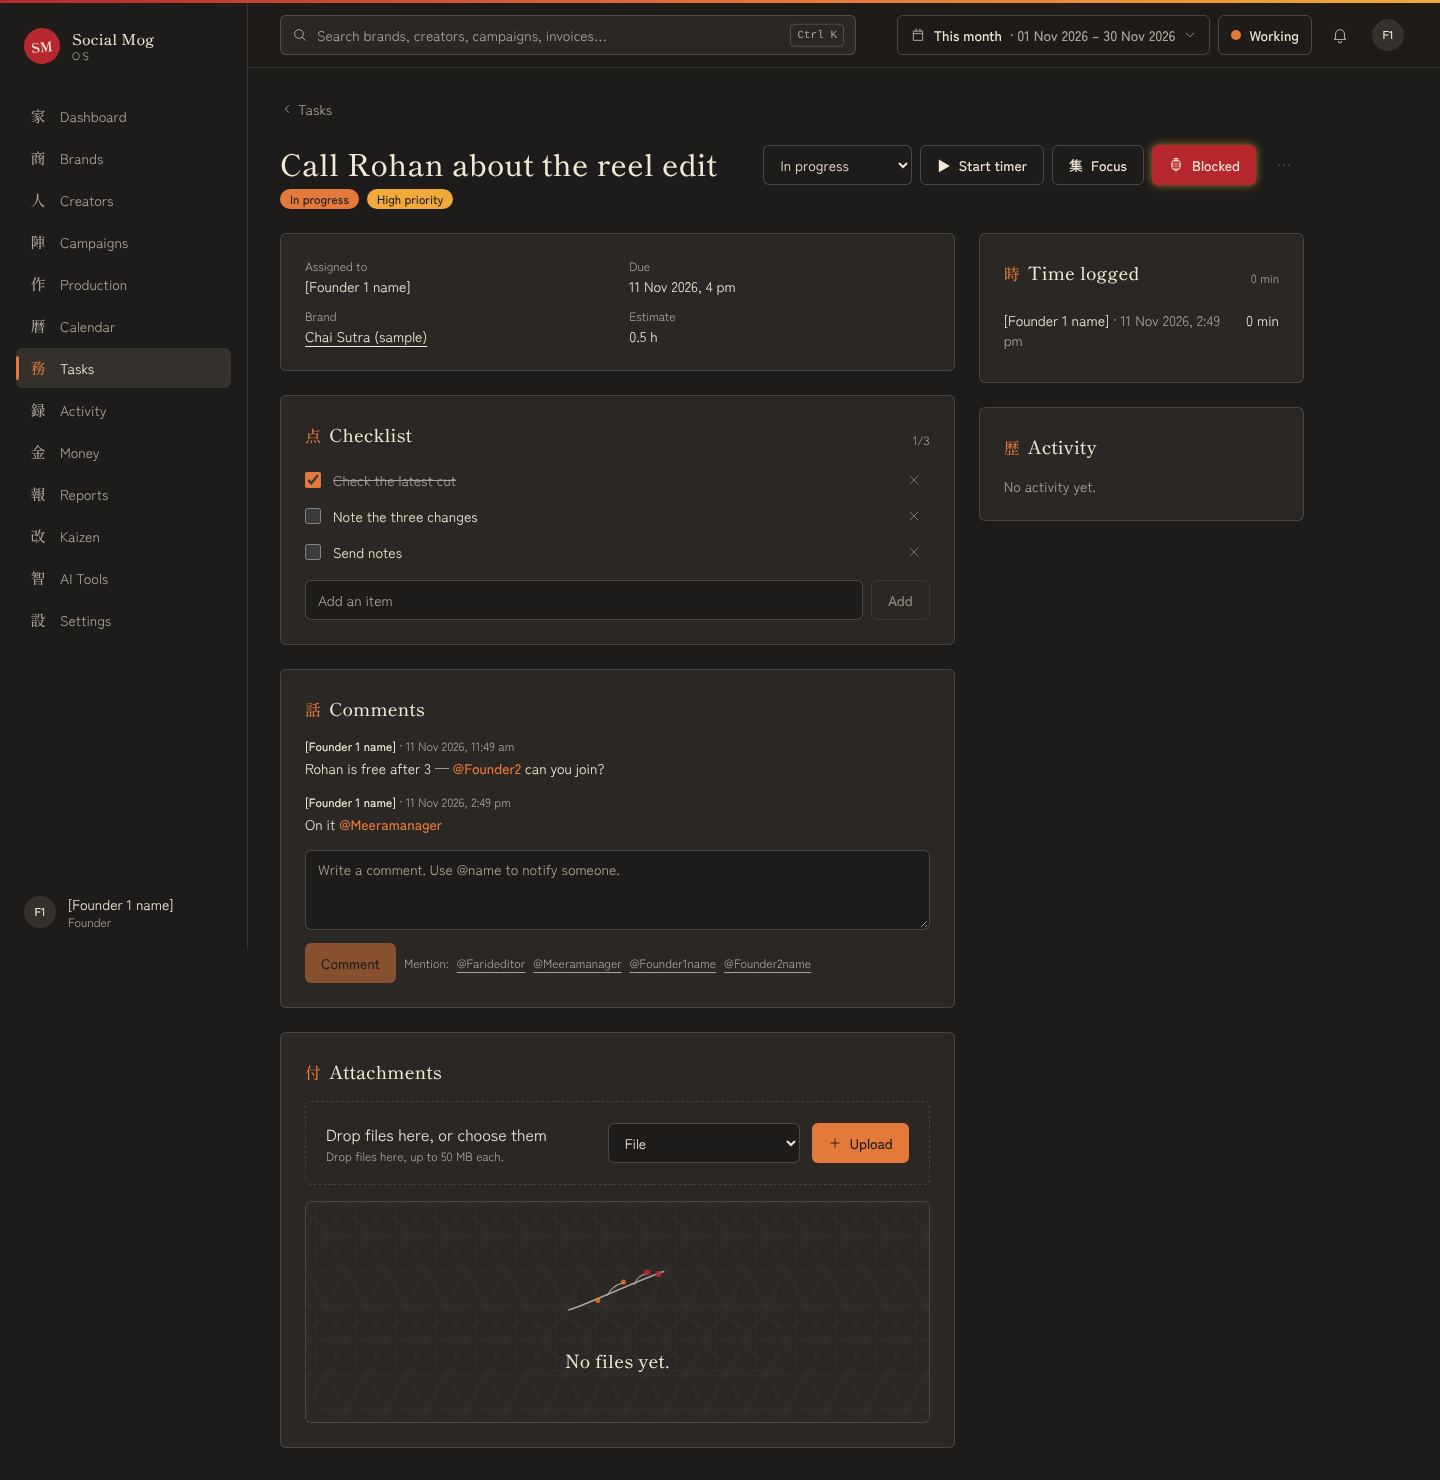 SM
Social Mog
OS
Search brands, creators, campaigns, invoices...
Ctrl K
This month · 01 Nov 2026 – 30 Nov 2026
Working
F1
家 Dashboard
商 Brands
人 Creators
陣 Campaigns
作 Production
暦 Calendar
務 Tasks
録 Activity
金 Money
報 Reports
改 Kaizen
智 AI Tools
設 Settings
F1
[Founder 1 name]
Founder
Tasks
Call Rohan about the reel edit
In progress
Start timer
集 Focus
Blocked
...
In progress
High priority
Assigned to
[Founder 1 name]
Due
11 Nov 2026, 4 pm
Brand
Chai Sutra (sample)
Estimate
0.5 h
点 Checklist
1/3
Check the latest cut
Note the three changes
Send notes
Add an item
Add
話 Comments
[Founder 1 name] · 11 Nov 2026, 11:49 am
Rohan is free after 3 — @Founder2 can you join?
[Founder 1 name] · 11 Nov 2026, 2:49 pm
On it @Meeramanager
Write a comment. Use @name to notify someone.
Comment
Mention: @Farideditor @Meeramanager @Founder1name @Founder2name
付 Attachments
Drop files here, or choose them
Drop files here, up to 50 MB each.
File
Upload
No files yet.
時 Time logged
0 min
[Founder 1 name] · 11 Nov 2026, 2:49
pm
0 min
歴 Activity
No activity yet.